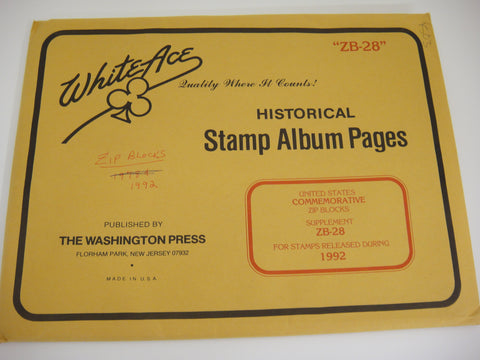 "ZB-28"
White Ace
Quality Where It Counts!
HISTORICAL
Stamp Album Pages
ZIP BLOCKS
1992
UNITED STATES
COMMEMORATIVE
ZIP BLOCKS
SUPPLEMENT
ZB-28
FOR STAMPS RELEASED DURING
1992
PUBLISHED BY
THE WASHINGTON PRESS
FLORHAM PARK, NEW JERSEY 07932
MADE IN U.S.A.